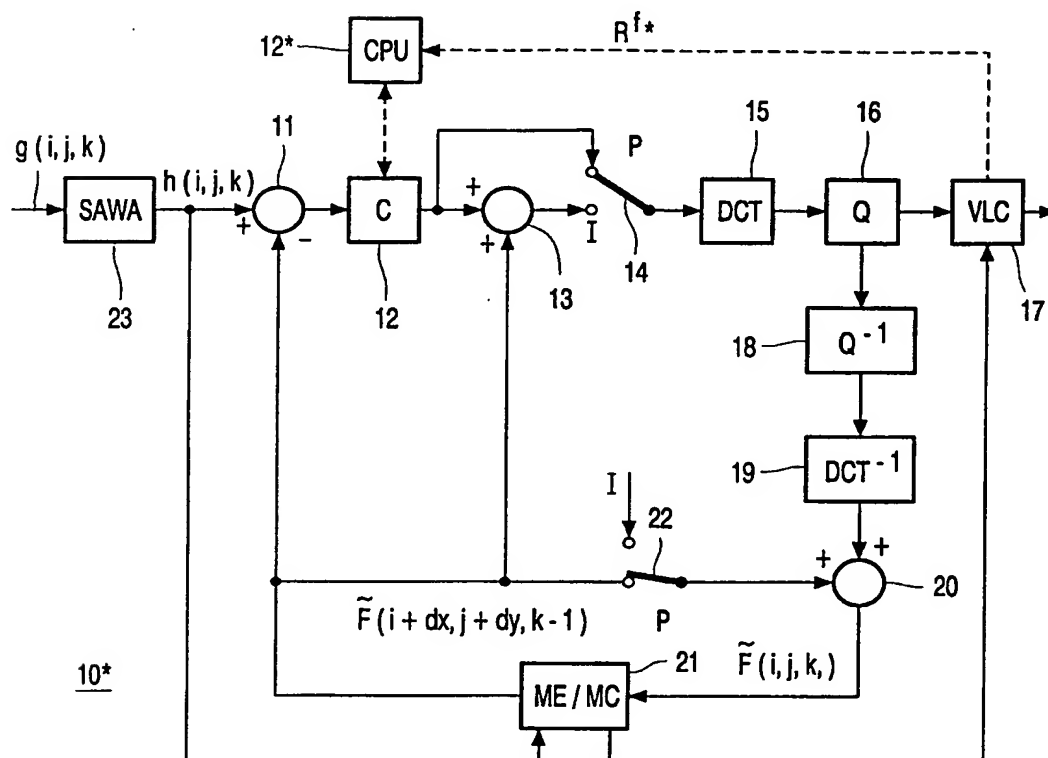 12*
CPU
R^f*
11
15
16
g(i,j,k)
h(i,j,k)
P
SAWA
+
-
C
+
+
I
DCT
Q
VLC
23
12
13
14
17
18
Q^-1
19
DCT^-1
I
22
+
+
20
P
F̃(i+dx,j+dy,k-1)
F̃(i,j,k,)
21
10*
ME/MC